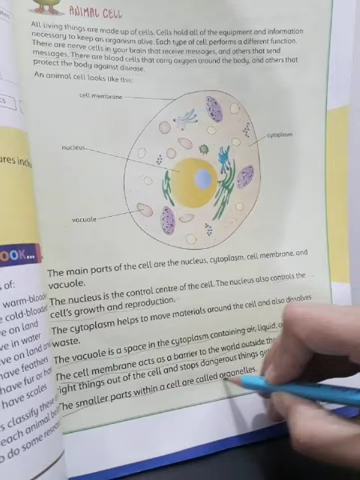 ANIMAL CELL
All living things are made up of cells. Cells hold all of the equipment and information
necessary to keep an organism alive. Each type of cell performs a different function.
There are nerve cells in your brain that receive messages, and others that send
messages. There are blood cells that carry oxygen around the body, and others that
protect the body against disease.
An animal cell looks like this:
cell membrane
nucleus
cytoplasm
vacuole
The main parts of the cell are the nucleus, cytoplasm, cell membrane, and
vacuole.
The nucleus is the control centre of the cell. The nucleus also controls the
cell's growth and reproduction.
The cytoplasm helps to move materials around the cell and also dissolves
waste.
The vacuole is a space in the cytoplasm containing air, liquid,
The cell membrane acts as a barrier to the world outside the
right things out of the cell and stops dangerous things
The smaller parts within a cell are called organelles.
OOK...
of:
warm-bloode
cold-bloode
e on land
ve in water
ve on land an
have feathers
have fur or ha
have scales
s classify these
each animal be
o do some resea